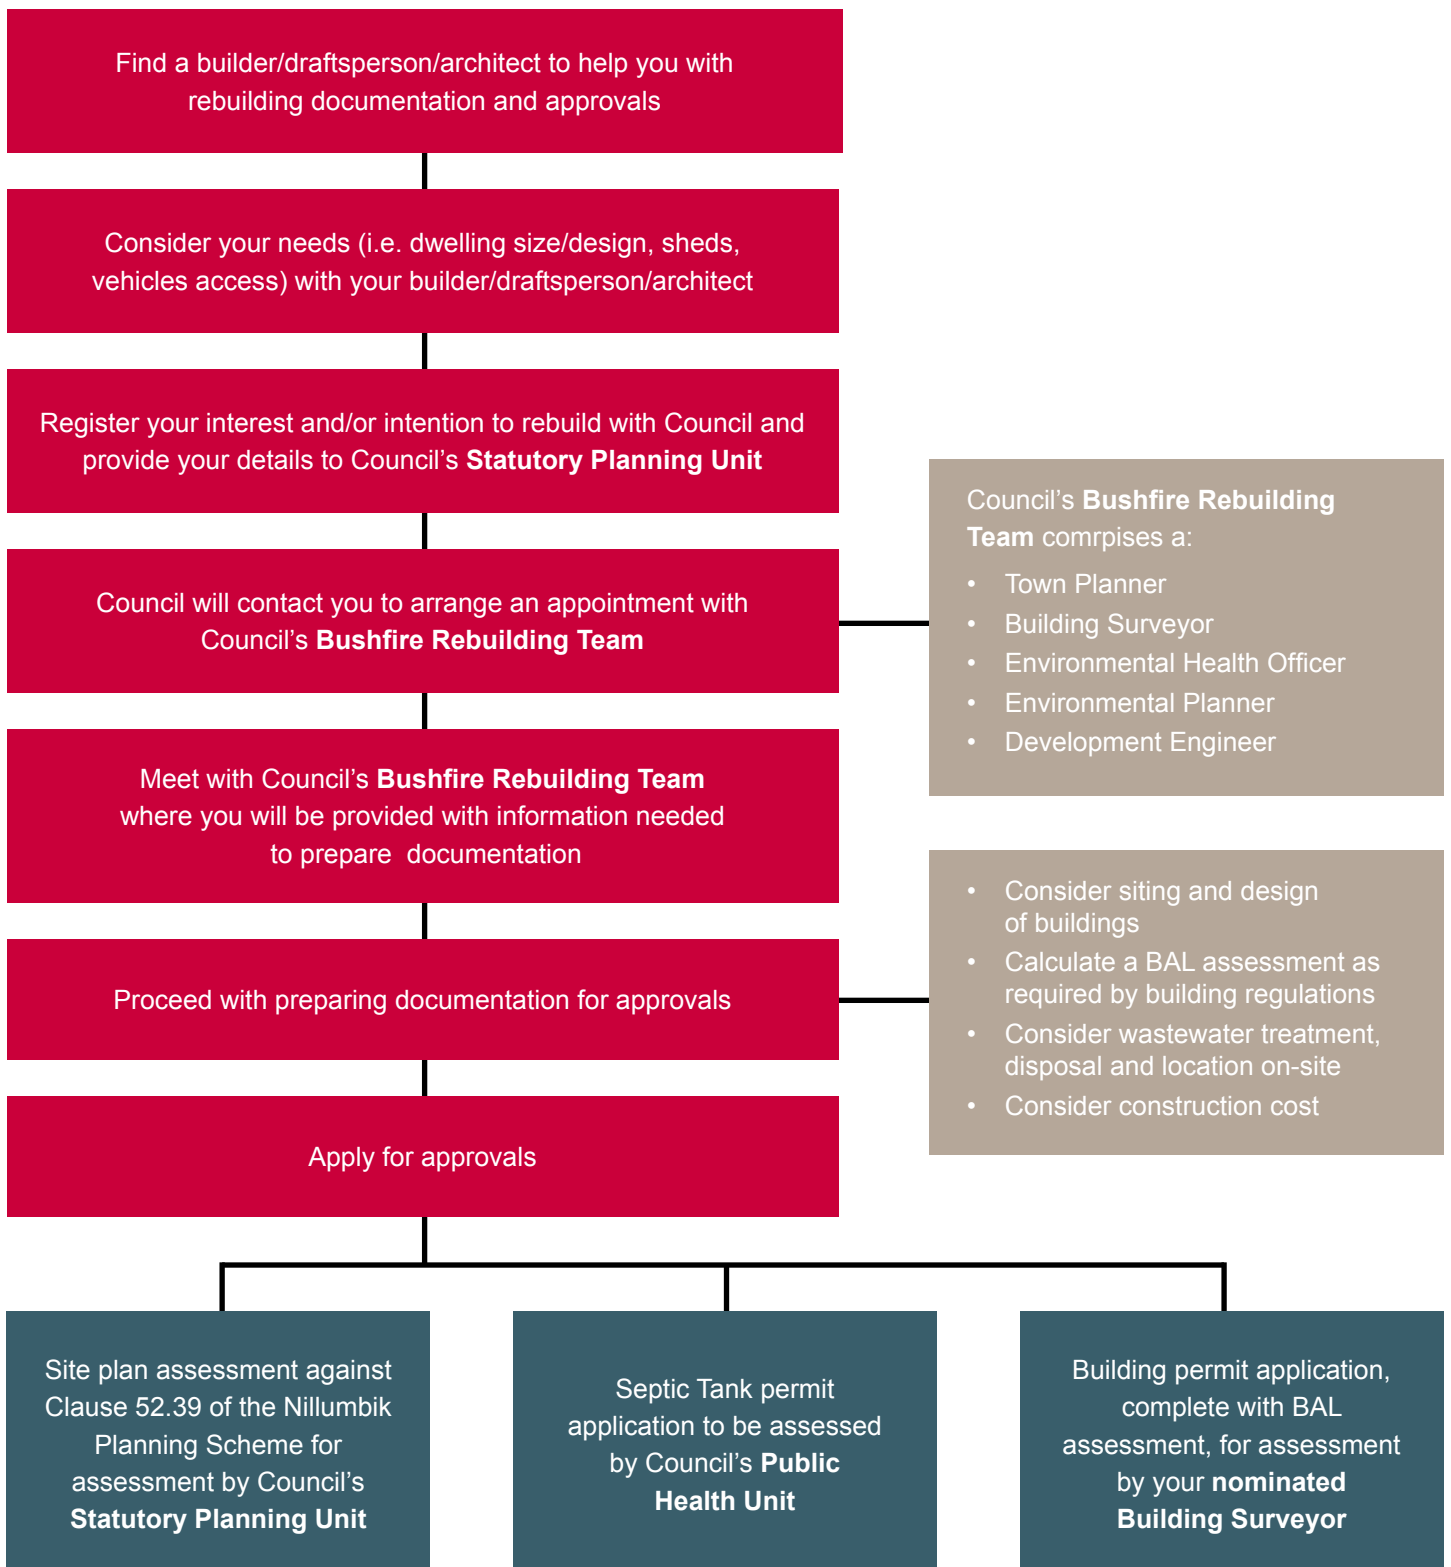 Find a builder/draftsperson/architect to help you with
rebuilding documentation and approvals
Consider your needs (i.e. dwelling size/design, sheds,
vehicles access) with your builder/draftsperson/architect
Register your interest and/or intention to rebuild with Council and
provide your details to Council’s Statutory Planning Unit
Council will contact you to arrange an appointment with
Council’s Bushfire Rebuilding Team
Council’s Bushfire Rebuilding
Team comrpises a:
• Town Planner
• Building Surveyor
• Environmental Health Officer
• Environmental Planner
• Development Engineer
Meet with Council’s Bushfire Rebuilding Team
where you will be provided with information needed
to prepare  documentation
Proceed with preparing documentation for approvals
• Consider siting and design
of buildings
• Calculate a BAL assessment as
required by building regulations
• Consider wastewater treatment,
disposal and location on-site
• Consider construction cost
Apply for approvals
Site plan assessment against
Clause 52.39 of the Nillumbik
Planning Scheme for
assessment by Council’s
Statutory Planning Unit
Septic Tank permit
application to be assessed
by Council’s Public
Health Unit
Building permit application,
complete with BAL
assessment, for assessment
by your nominated
Building Surveyor